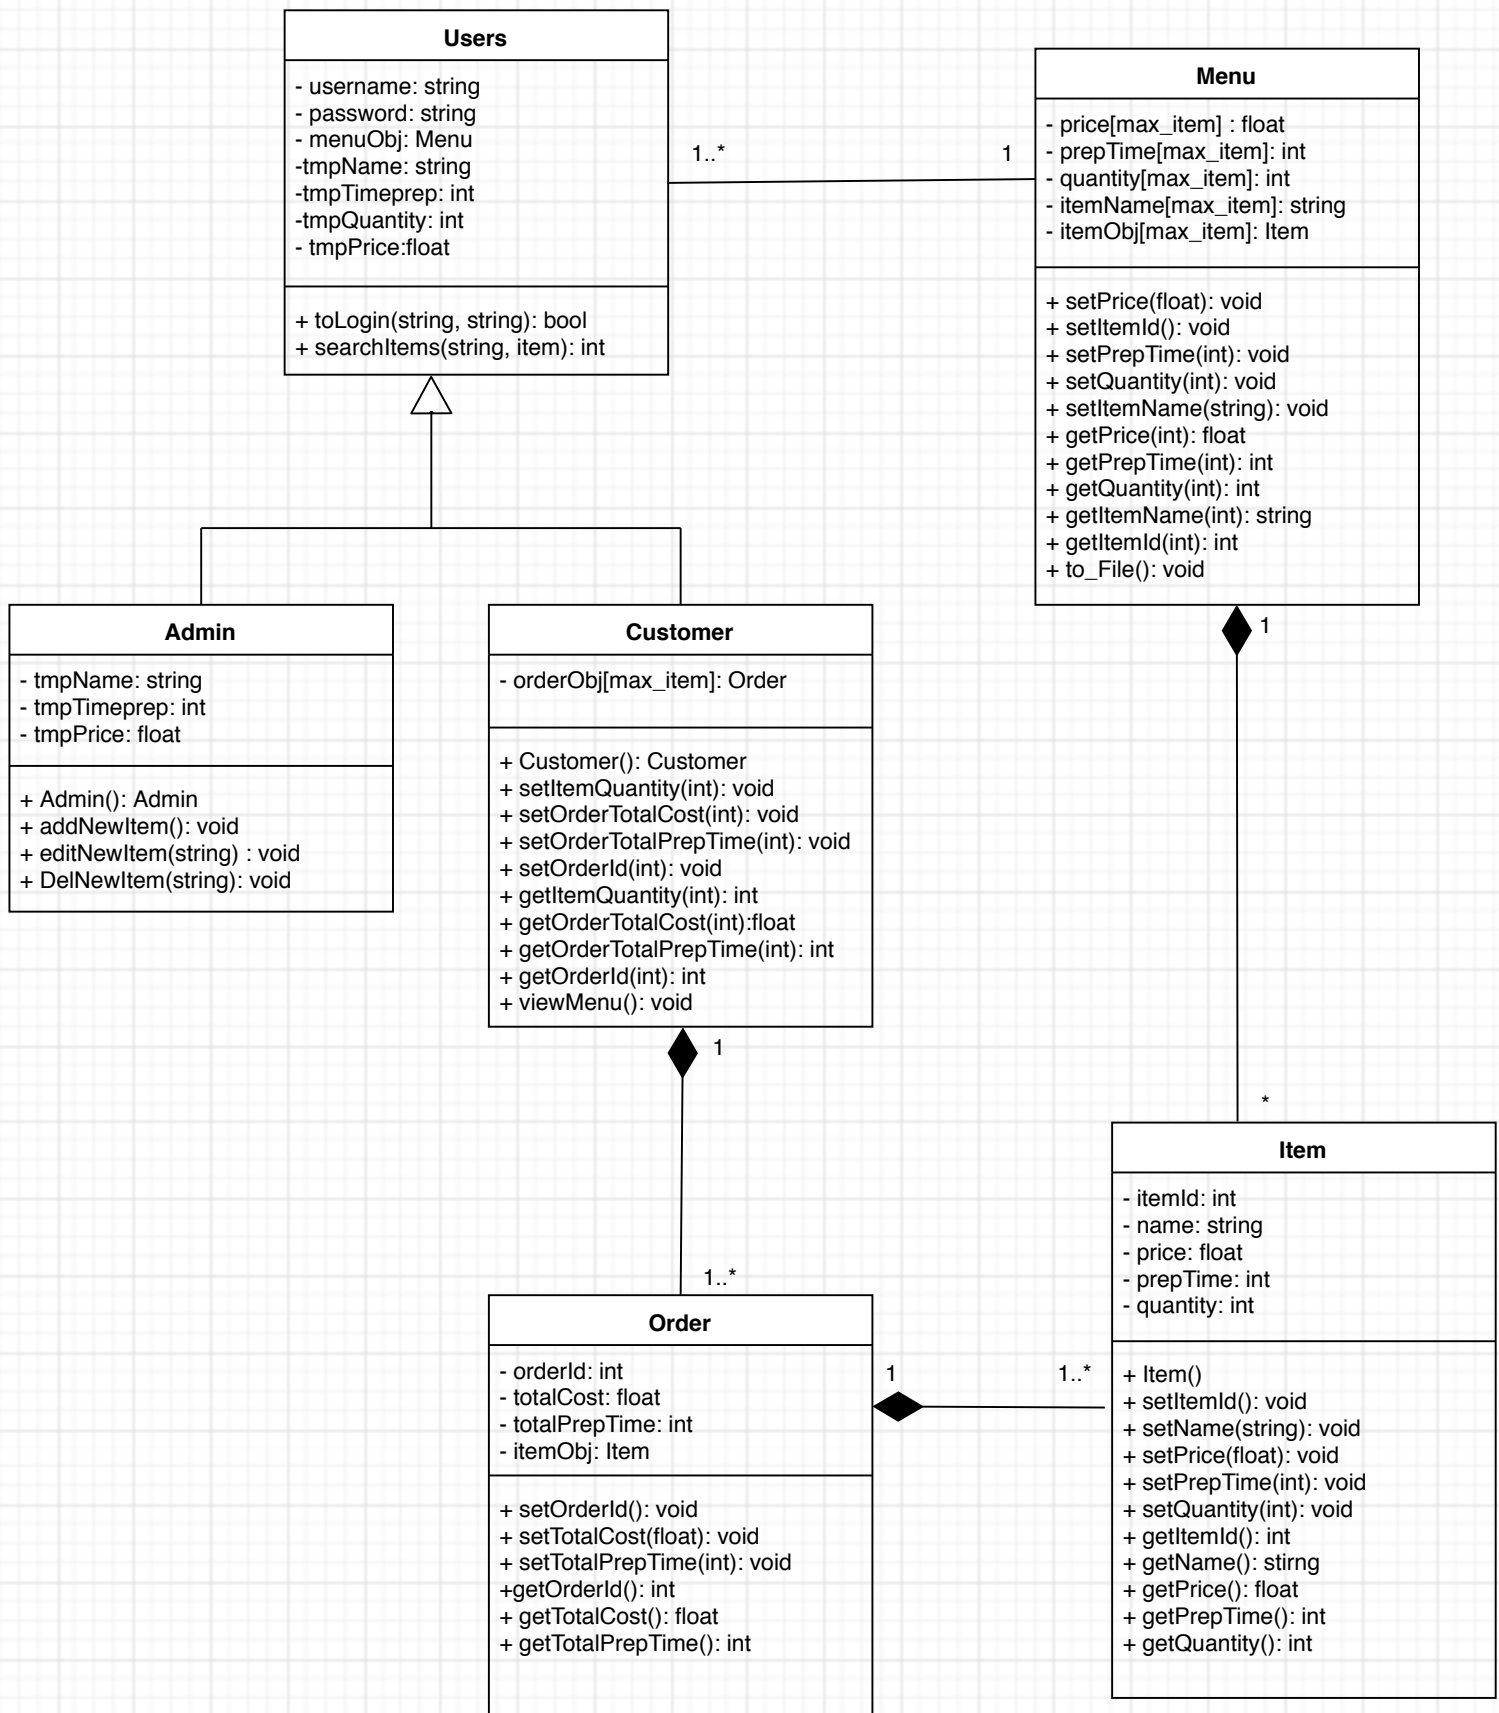 Users
- username: string
- password: string
- menuObj: Menu
-tmpName: string
-tmpTimeprep: int
-tmpQuantity: int
- tmpPrice:float
+ toLogin(string, string): bool
+ searchItems(string, item): int
1..*
1
Menu
- price[max_item] : float
- prepTime[max_item]: int
- quantity[max_item]: int
- itemName[max_item]: string
- itemObj[max_item]: Item
+ setPrice(float): void
+ setItemId(): void
+ setPrepTime(int): void
+ setQuantity(int): void
+ setItemName(string): void
+ getPrice(int): float
+ getPrepTime(int): int
+ getQuantity(int): int
+ getItemName(int): string
+ getItemId(int): int
+ to_File(): void
1
*
Admin
- tmpName: string
- tmpTimeprep: int
- tmpPrice: float
+ Admin(): Admin
+ addNewItem(): void
+ editNewItem(string) : void
+ DelNewItem(string): void
Customer
- orderObj[max_item]: Order
+ Customer(): Customer
+ setItemQuantity(int): void
+ setOrderTotalCost(int): void
+ setOrderTotalPrepTime(int): void
+ setOrderId(int): void
+ getItemQuantity(int): int
+ getOrderTotalCost(int):float
+ getOrderTotalPrepTime(int): int
+ getOrderId(int): int
+ viewMenu(): void
1
1..*
Order
- orderId: int
- totalCost: float
- totalPrepTime: int
- itemObj: Item
+ setOrderId(): void
+ setTotalCost(float): void
+ setTotalPrepTime(int): void
+getOrderId(): int
+ getTotalCost(): float
+ getTotalPrepTime(): int
1
1..*
Item
- itemId: int
- name: string
- price: float
- prepTime: int
- quantity: int
+ Item()
+ setItemId(): void
+ setName(string): void
+ setPrice(float): void
+ setPrepTime(int): void
+ setQuantity(int): void
+ getItemId(): int
+ getName(): stirng
+ getPrice(): float
+ getPrepTime(): int
+ getQuantity(): int